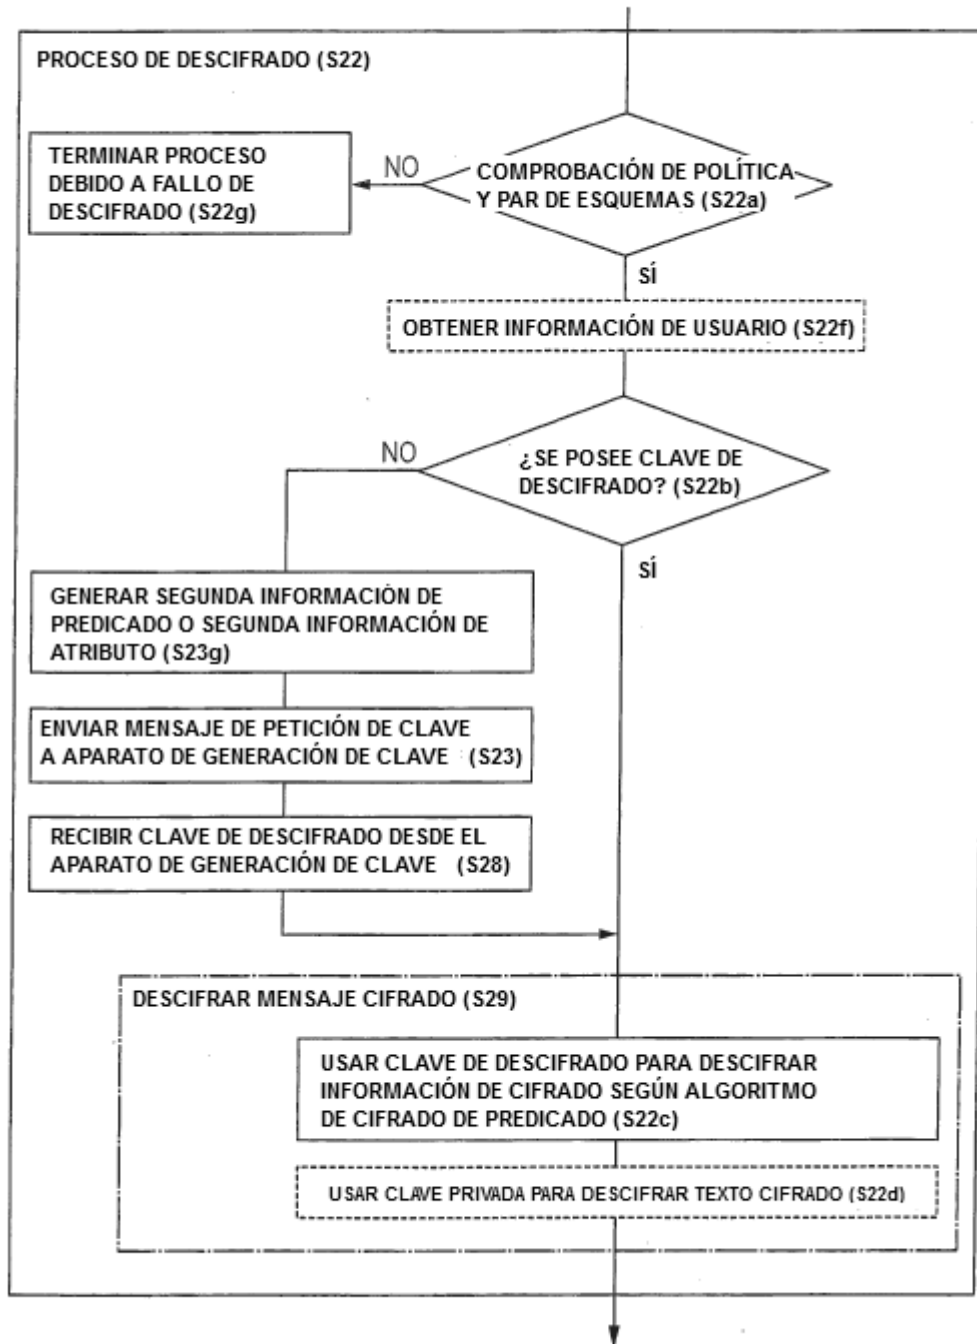 PROCESO DE DESCIFRADO (S22)
TERMINAR PROCESO
DEBIDO A FALLO DE
DESCIFRADO (S22g)
NO
COMPROBACIÓN DE POLÍTICA
Y PAR DE ESQUEMAS (S22a)
SÍ
OBTENER INFORMACIÓN DE USUARIO (S22f)
NO
¿SE POSEE CLAVE DE
DESCIFRADO? (S22b)
SÍ
GENERAR SEGUNDA INFORMACIÓN DE
PREDICADO O SEGUNDA INFORMACIÓN DE
ATRIBUTO (S23g)
ENVIAR MENSAJE DE PETICIÓN DE CLAVE
A APARATO DE GENERACIÓN DE CLAVE (S23)
RECIBIR CLAVE DE DESCIFRADO DESDE EL
APARATO DE GENERACIÓN DE CLAVE (S28)
DESCIFRAR MENSAJE CIFRADO (S29)
USAR CLAVE DE DESCIFRADO PARA DESCIFRAR
INFORMACIÓN DE CIFRADO SEGÚN ALGORITMO
DE CIFRADO DE PREDICADO (S22c)
USAR CLAVE PRIVADA PARA DESCIFRAR TEXTO CIFRADO (S22d)